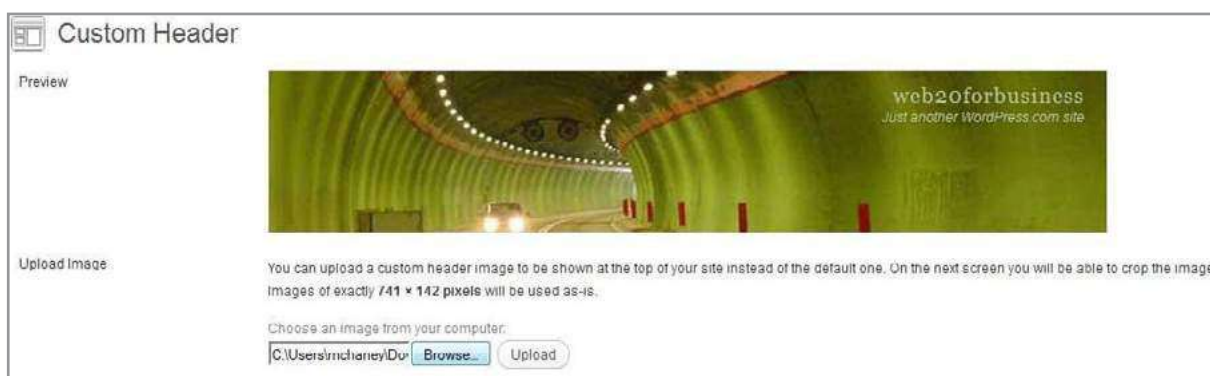 Custom Header
Preview
web20forbusiness
Just another WordPress.com site
Upload Image
You can upload a custom header image to be shown at the top of your site instead of the default one. On the next screen you will be able to crop the image
Images of exactly 741 × 142 pixels will be used as-is.
Choose an image from your computer:
C:\Users\mchaney\Do Browse... Upload